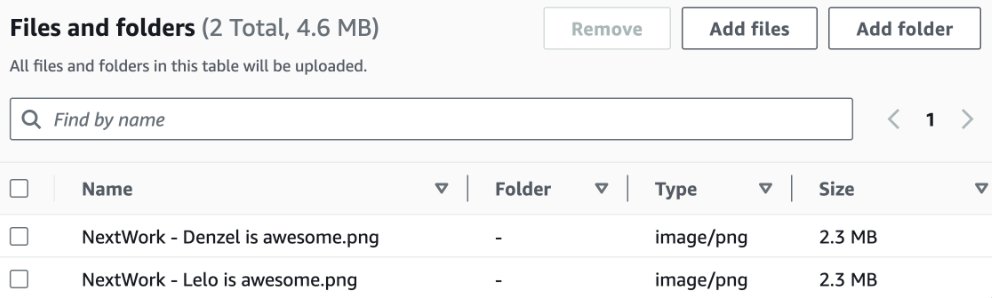 Files and folders (2 Total, 4.6 MB) Remove Add files Add folder
All files and folders in this table will be uploaded.
Find by name 1
Name Folder Type Size
NextWork - Denzel is awesome.png - image/png 2.3 MB
NextWork - Lelo is awesome.png - image/png 2.3 MB